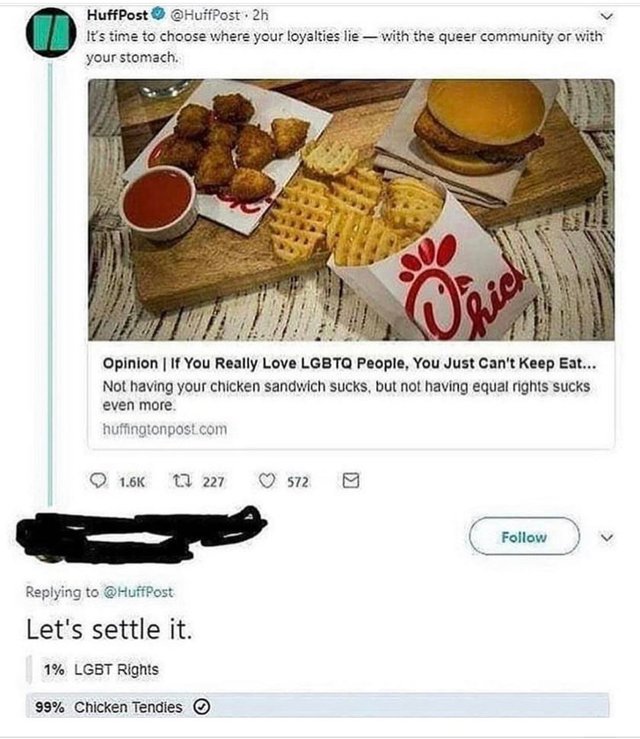 HuffPost @HuffPost · 2h
It's time to choose where your loyalties lie — with the queer community or with
your stomach.
Chick
Opinion | If You Really Love LGBTQ People, You Just Can't Keep Eat...
Not having your chicken sandwich sucks, but not having equal rights sucks
even more.
huffingtonpost.com
1.6K 227 572
Follow
Replying to @HuffPost
Let's settle it.
1% LGBT Rights
99% Chicken Tendies